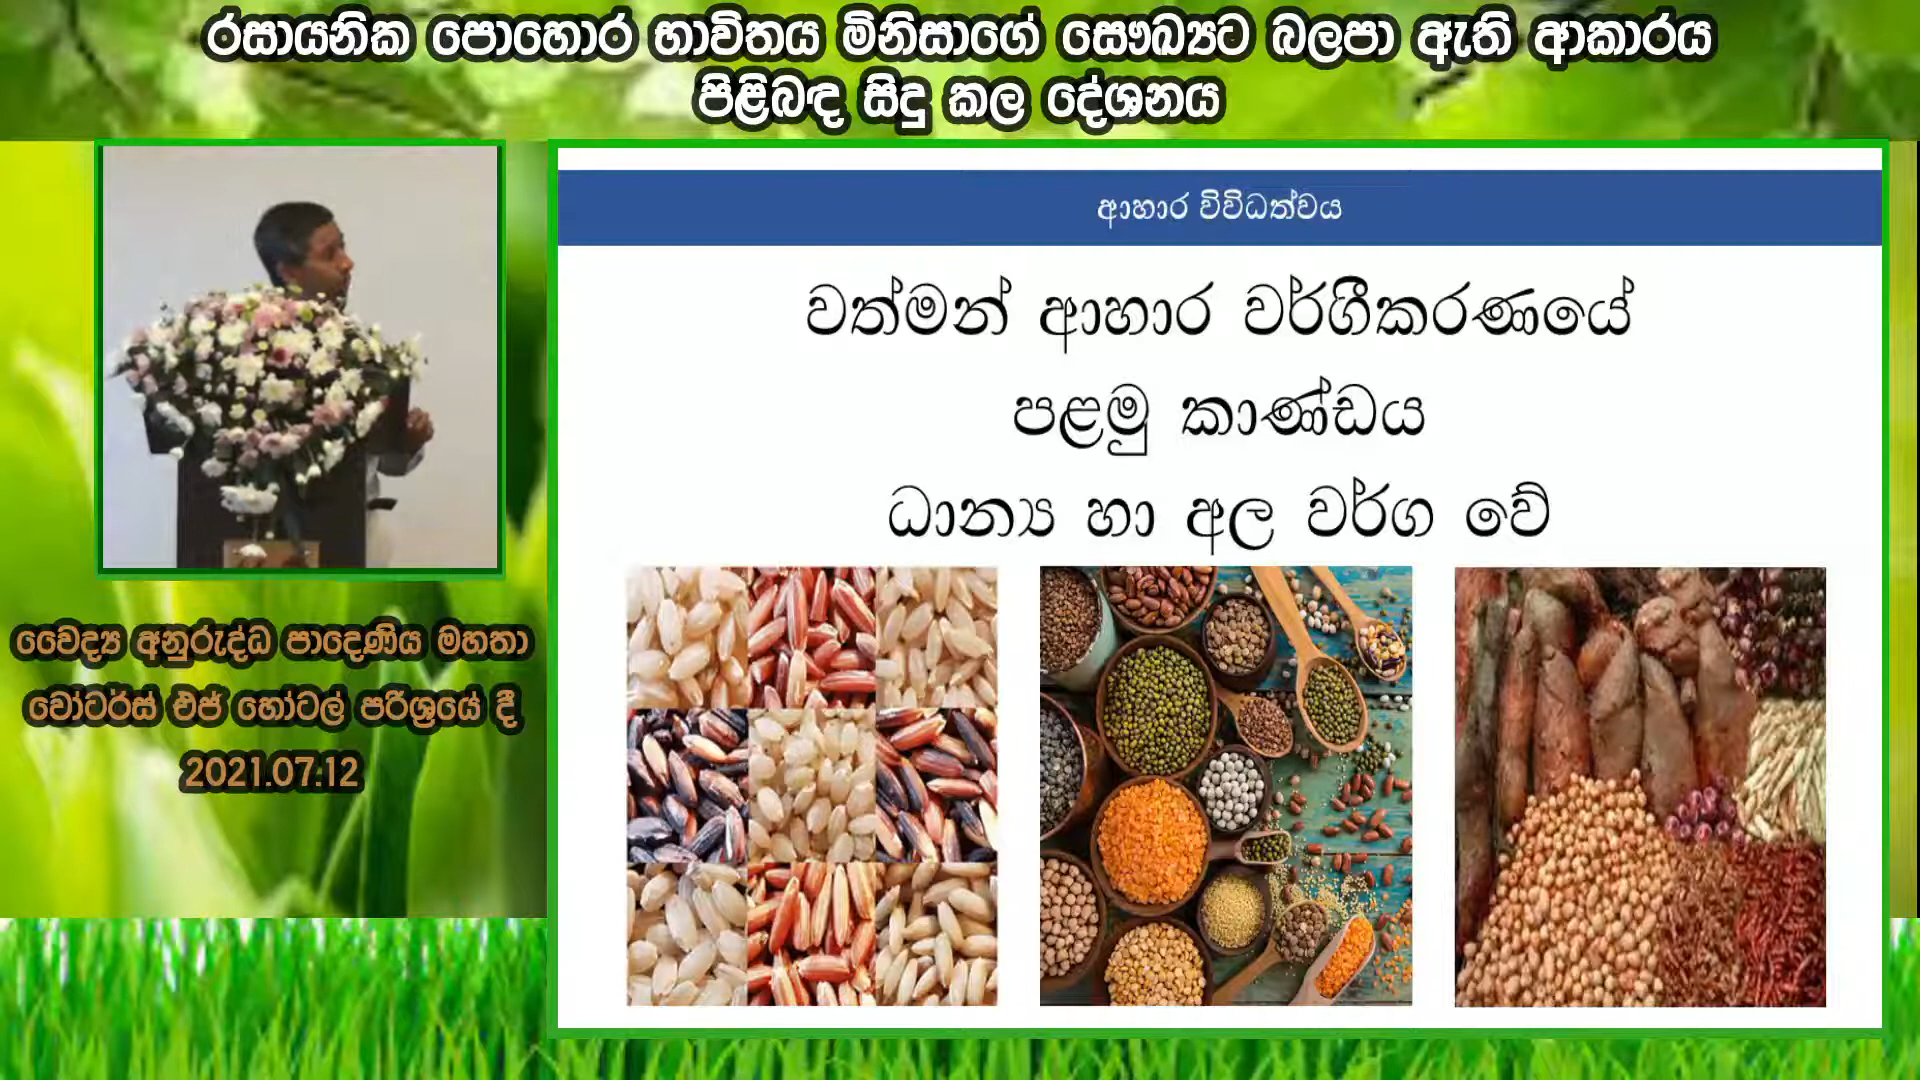 රසායනික පොහොර භාවිතය මිනිසාගේ සෞඛ්‍යට බලපා ඇති ආකාරය
පිළිබඳ සිදු කල දේශනය
ආහාර විවිධත්වය
වත්මන් ආහාර වර්ගීකරණයේ
පළමු කාණ්ඩය
ධාන්‍ය හා අල වර්ග වේ
වෛද්‍ය අනුරුද්ධ පාදෙණිය මහතා
වෝටර්ස් එජ් හෝටල් පරිශ්‍රයේ දී
2021.07.12